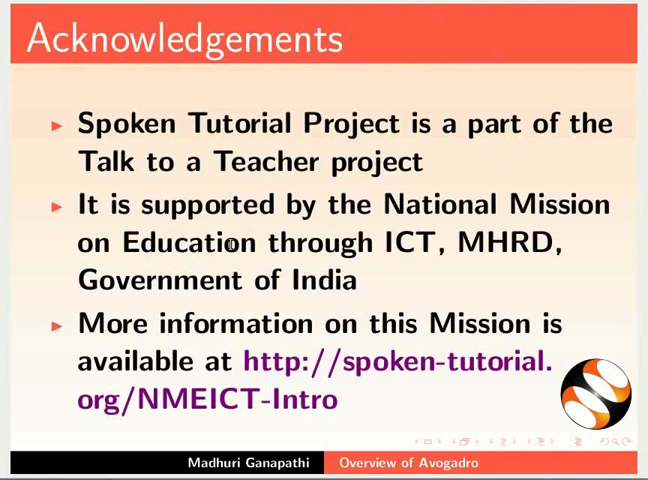 Acknowledgements
Spoken Tutorial Project is a part of the
Talk to a Teacher project
It is supported by the National Mission
on Education through ICT, MHRD,
Government of India
More information on this Mission is
available at http://spoken-tutorial.
org/NMEICT-Intro
Madhuri Ganapathi Overview of Avogadro